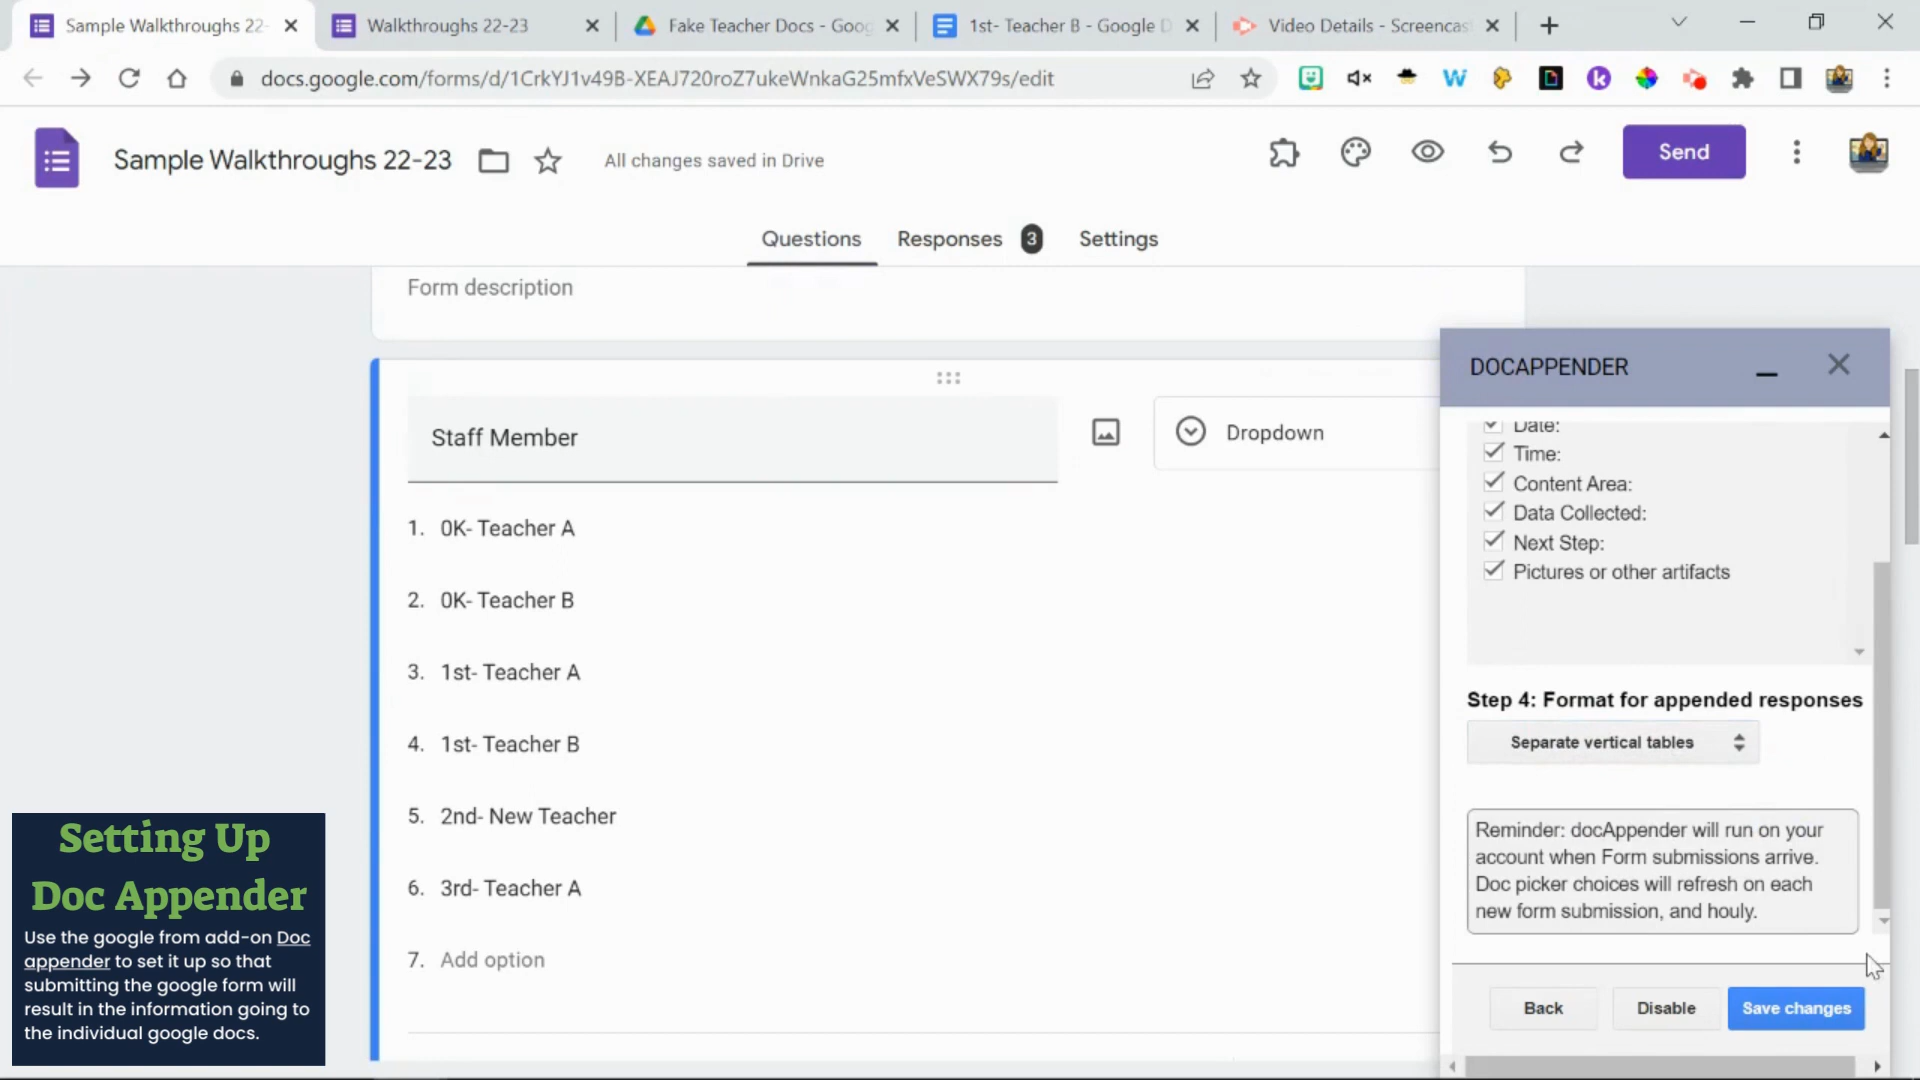 Sample Walkthroughs 22-
Walkthroughs 22-23
Fake Teacher Docs - Goog
1st- Teacher B - Google D
Video Details - Screencas
docs.google.com/forms/d/1CrkYJ1v49B-XEAJ720roZ7ukeWnkaG25mfxVeSWX79s/edit
Sample Walkthroughs 22-23
All changes saved in Drive
Send
Questions
Responses 3
Settings
Form description
Staff Member
Dropdown
1. 0K- Teacher A
2. 0K- Teacher B
3. 1st- Teacher A
4. 1st- Teacher B
5. 2nd- New Teacher
6. 3rd- Teacher A
7. Add option
DOCAPPENDER
Date:
Time:
Content Area:
Data Collected:
Next Step:
Pictures or other artifacts
Step 4: Format for appended responses
Separate vertical tables
Reminder: docAppender will run on your
account when Form submissions arrive.
Doc picker choices will refresh on each
new form submission, and houly.
Back
Disable
Save changes
Setting Up
Doc Appender
Use the google from add-on Doc
appender to set it up so that
submitting the google form will
result in the information going to
the individual google docs.